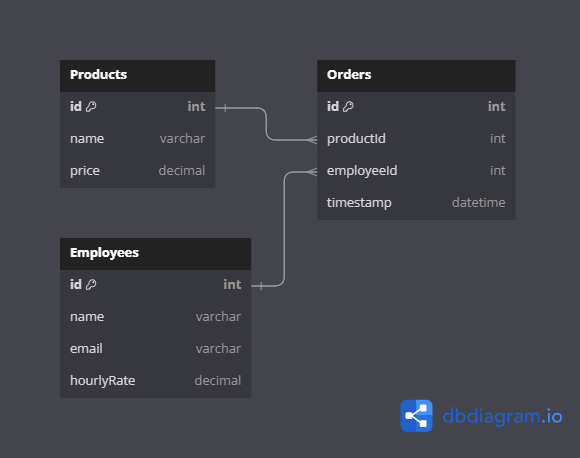 Products
id int
name varchar
price decimal
Orders
id int
productId int
employeeId int
timestamp datetime
Employees
id int
name varchar
email varchar
hourlyRate decimal
dbdiagram.io